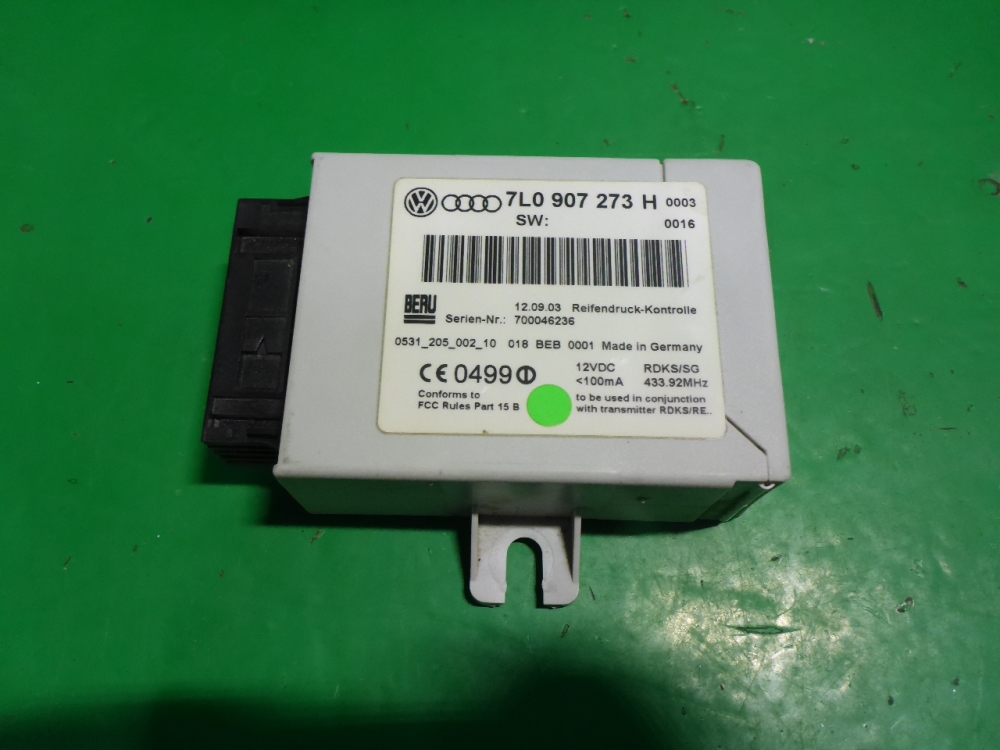 7L0 907 273 H 0003
SW: 0016
BERU
12.09.03 Reifendruck-Kontrolle
Serien-Nr.: 700046236
0531_205_002_10 018 BEB 0001 Made in Germany
CE 0499
12VDC RDKS/SG
<100mA 433.92MHz
Conforms to
FCC Rules Part 15 B
to be used in conjunction
with transmitter RDKS/RE..